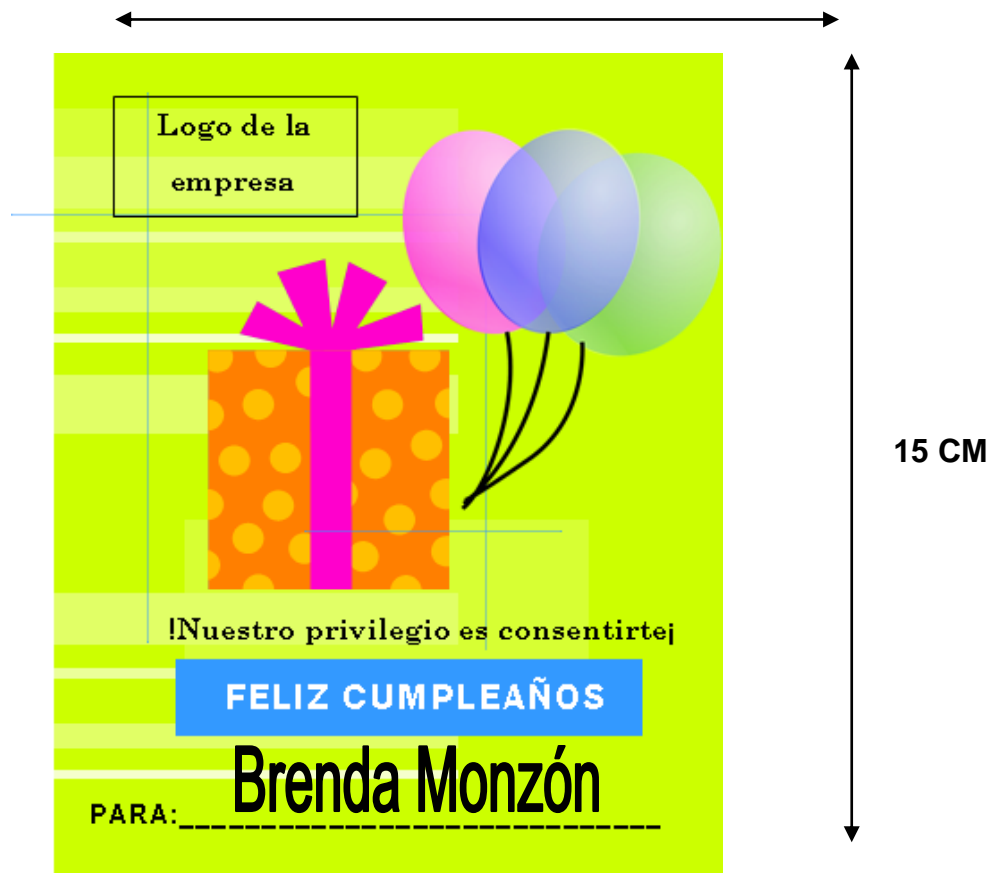 Logo de la
empresa
15 CM
!Nuestro privilegio es consentirte¡
FELIZ CUMPLEAÑOS
Brenda Monzón
PARA:_____________________________